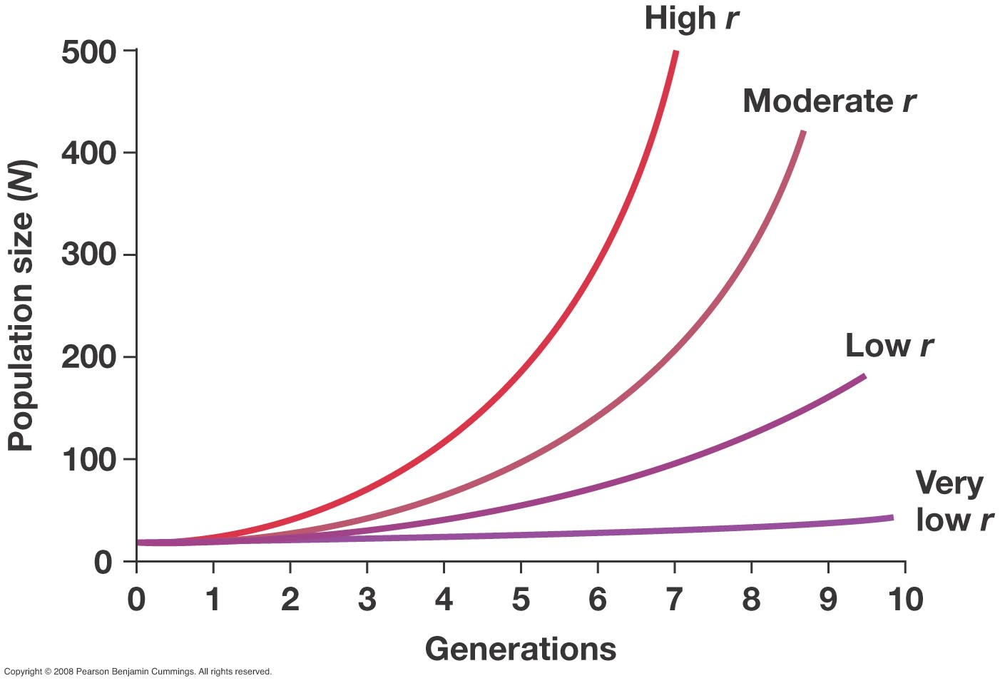 High r
500
Moderate r
400
300
Population size (N)
200
Low r
100
Very
low r
0
0 1 2 3 4 5 6 7 8 9 10
Generations
Copyright © 2008 Pearson Benjamin Cummings. All rights reserved.